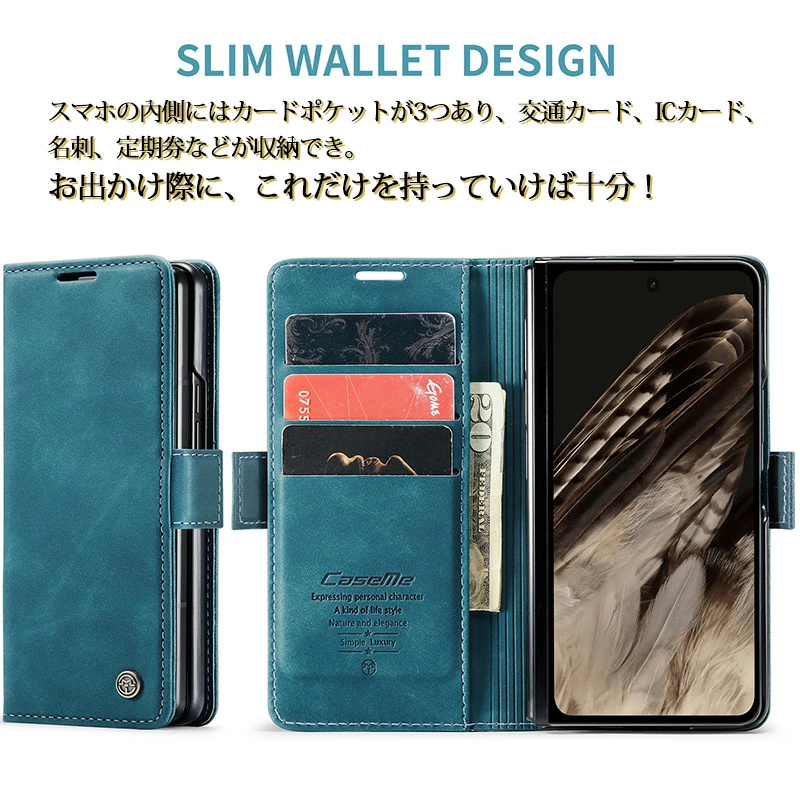 SLIM WALLET DESIGN
スマホの内側にはカードポケットが3つあり、交通カード、ICカード、
名刺、定期券などが収納でき。
お出かけ際に、これだけを持っていけば十分！
0755
Gome
20
FEDERAL
CaseMe
Expressing personal character
A kind of life style
Nature and elegance
Simple Luxury